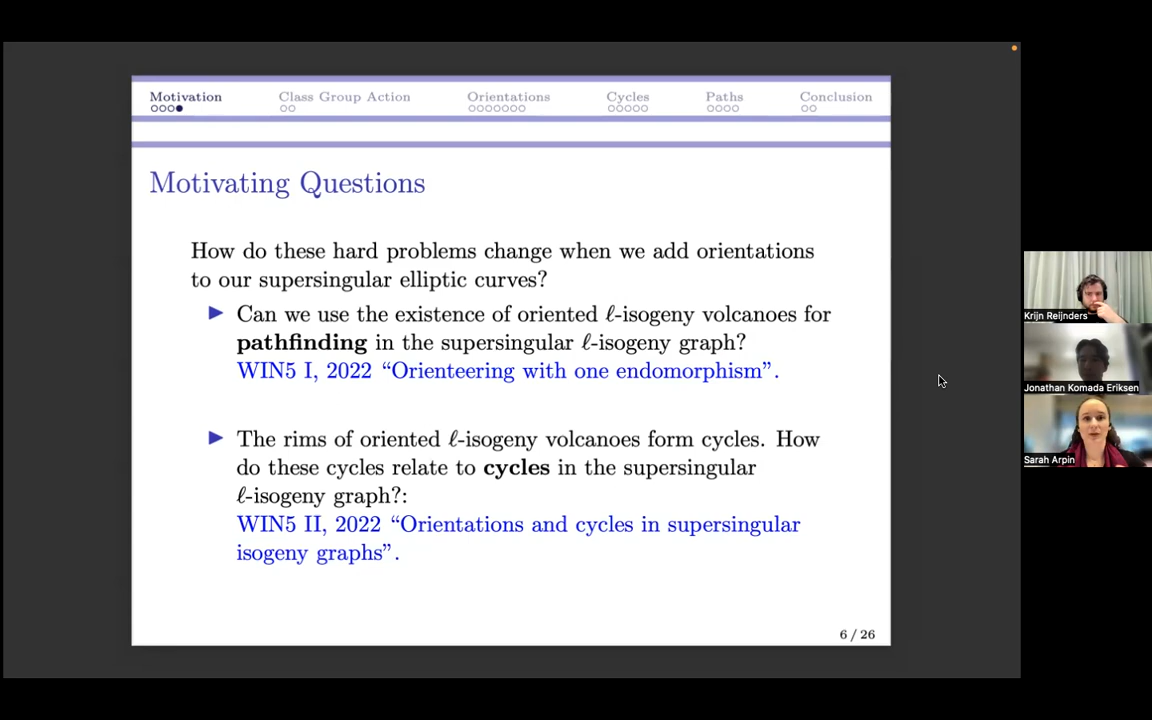 Motivation Class Group Action Orientations Cycles Paths Conclusion
Motivating Questions
How do these hard problems change when we add orientations
to our supersingular elliptic curves?
Can we use the existence of oriented ℓ-isogeny volcanoes for
pathfinding in the supersingular ℓ-isogeny graph?
WIN5 I, 2022 “Orienteering with one endomorphism”.
The rims of oriented ℓ-isogeny volcanoes form cycles. How
do these cycles relate to cycles in the supersingular
ℓ-isogeny graph?:
WIN5 II, 2022 “Orientations and cycles in supersingular
isogeny graphs”.
6 / 26
Krijn Reijnders
Jonathan Komada Eriksen
Sarah Arpin